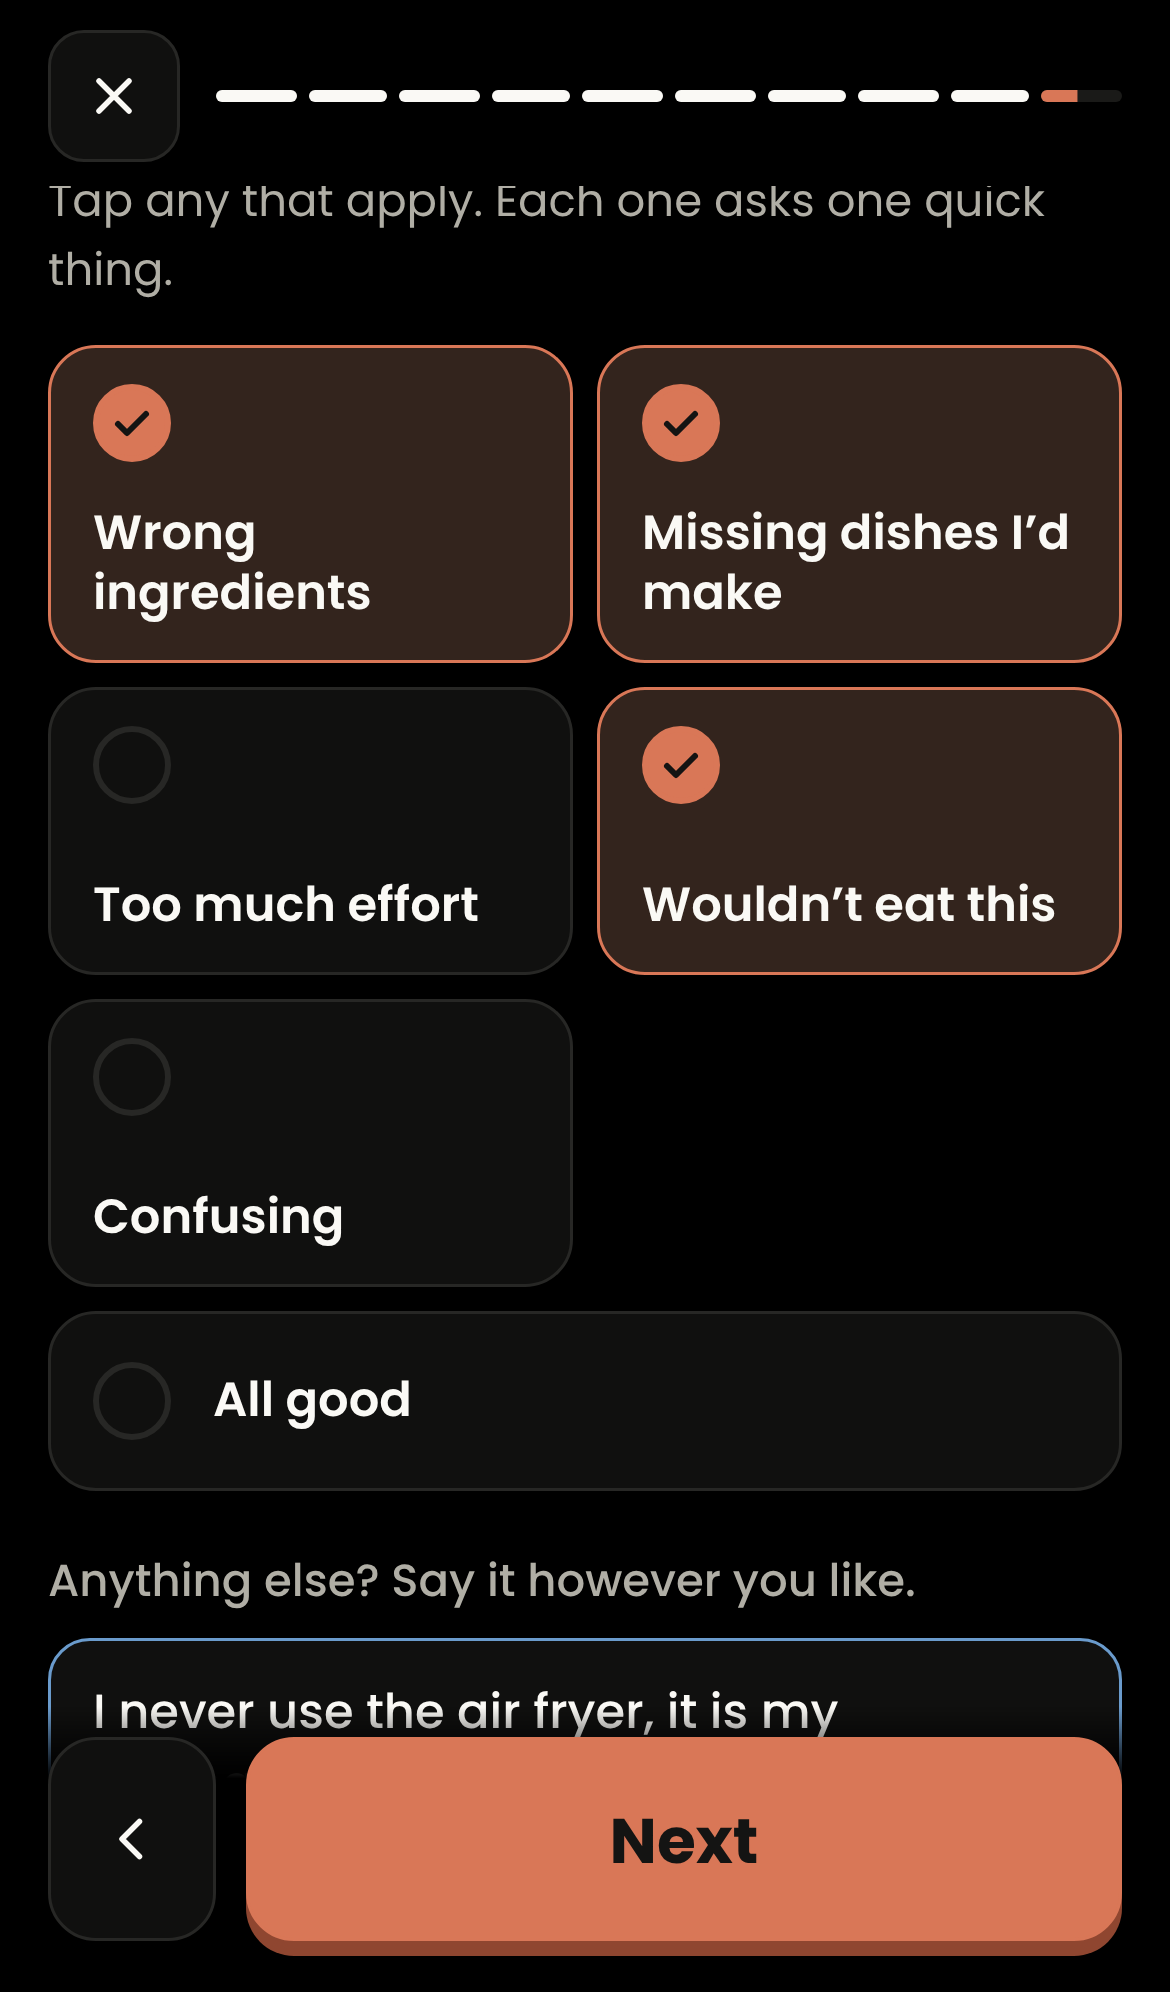 Tap any that apply. Each one asks one quick
thing.
Wrong
ingredients
Missing dishes I’d
make
Too much effort
Wouldn’t eat this
Confusing
All good
Anything else? Say it however you like.
I never use the air fryer, it is my
Next